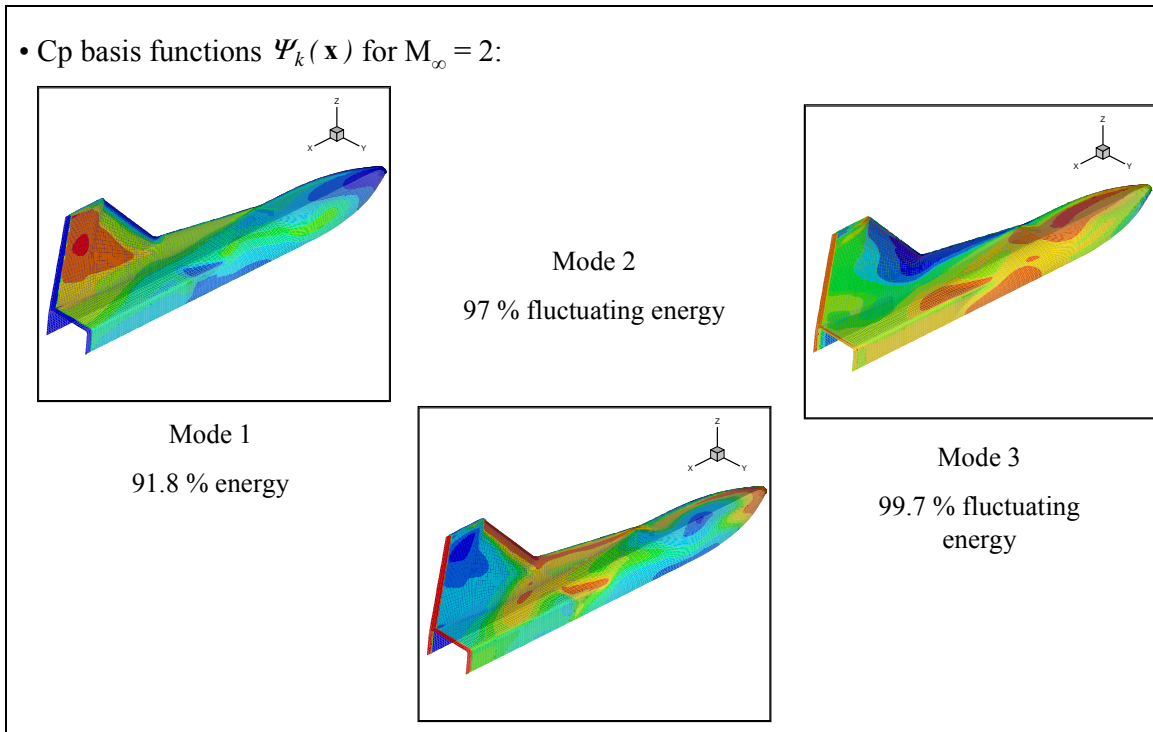 • Cp basis functions Ψk(x) for M∞ = 2:
Z
X
Y
Mode 1
91.8 % energy
Mode 2
97 % fluctuating energy
Z
X
Y
Z
X
Y
Mode 3
99.7 % fluctuating
energy